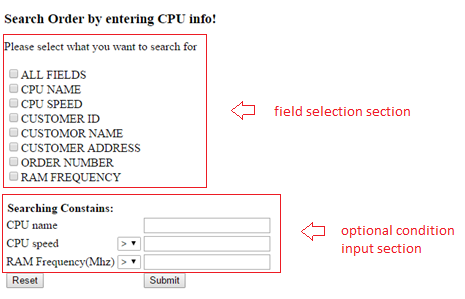 Search Order by entering CPU info!
Please select what you want to search for
ALL FIELDS
CPU NAME
CPU SPEED
CUSTOMER ID
field selection section
CUSTOMOR NAME
CUSTOMER ADDRESS
ORDER NUMBER
RAM FREQUENCY
Searching Constains:
CPU name
CPU speed >
optional condition
input section
RAM Frequency(Mhz) >
Reset Submit